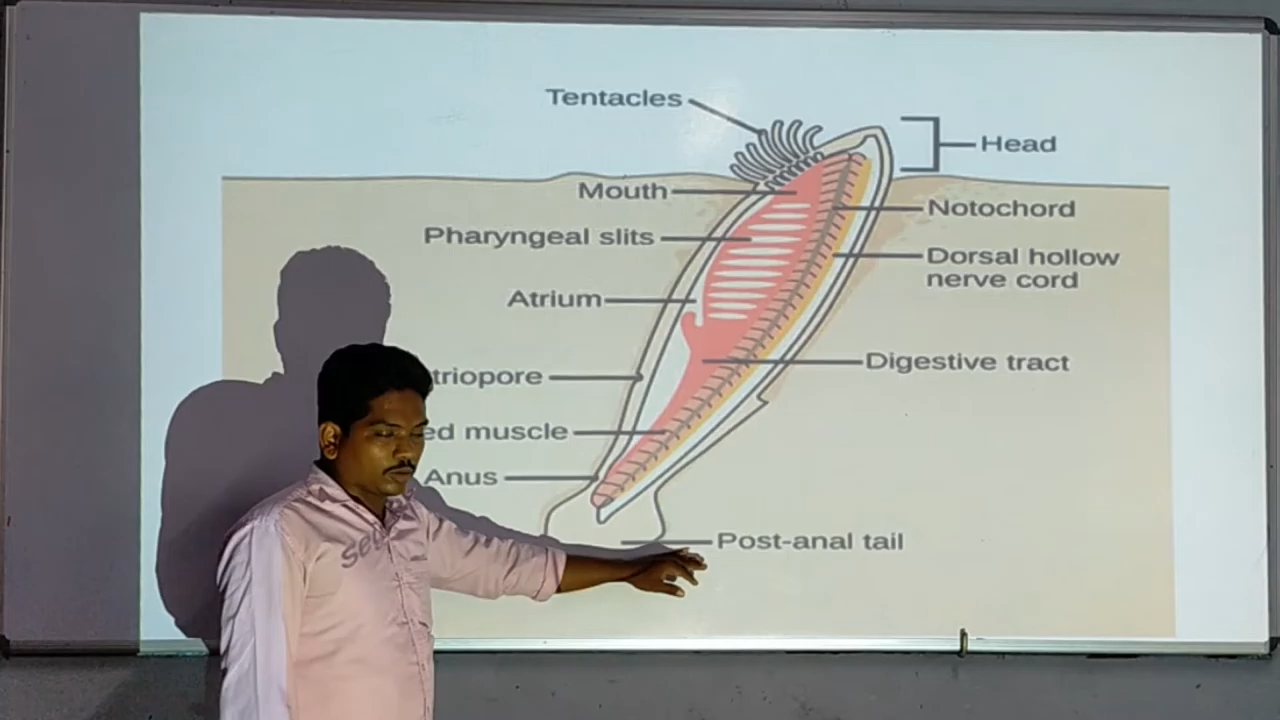 Tentacles
Head
Mouth
Notochord
Pharyngeal slits
Dorsal hollow
nerve cord
Atrium
Digestive tract
triopore
ed muscle
Anus
Post-anal tail